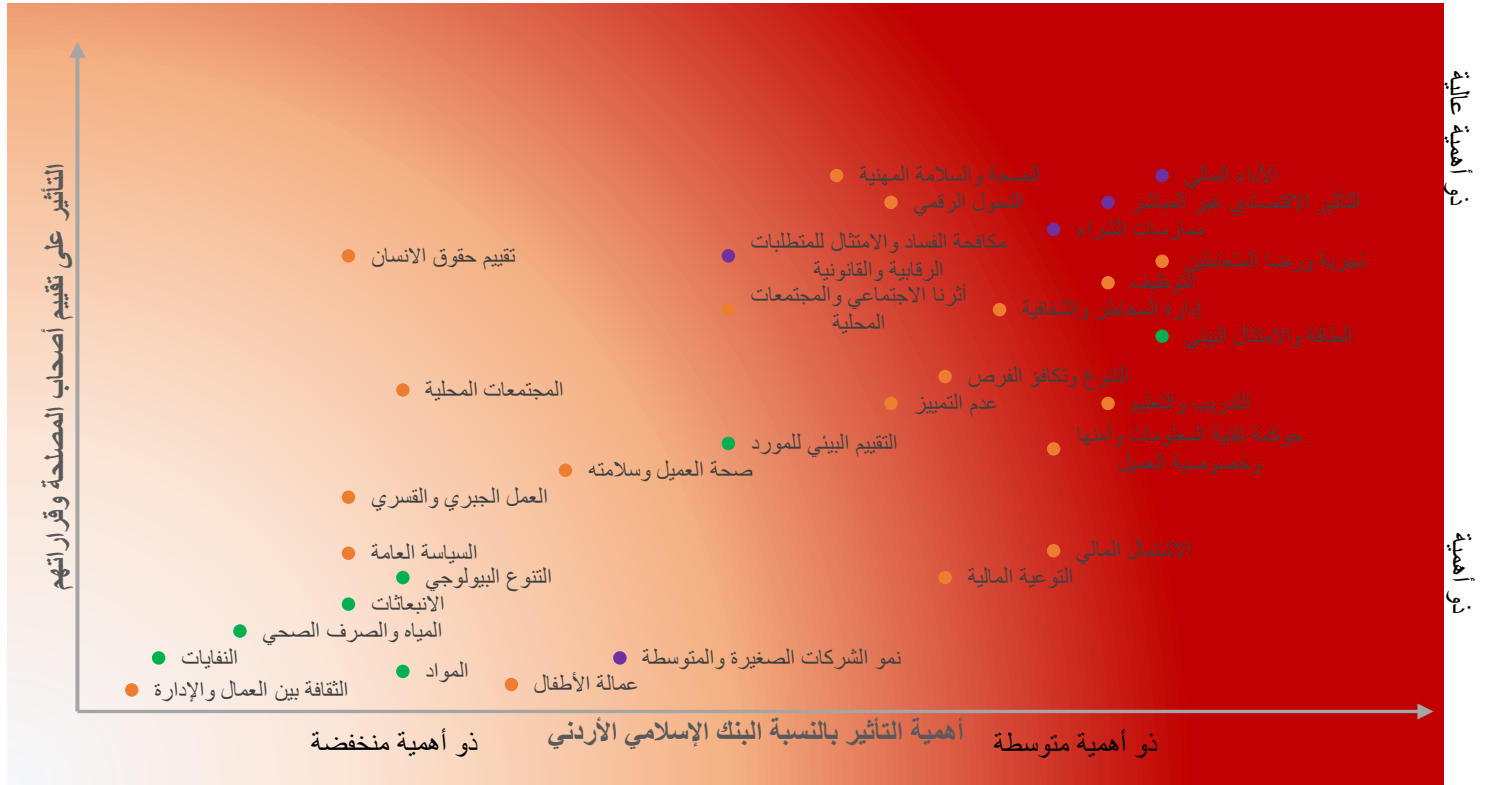 ذو أهمية عالية
التأثير على تقييم أصحاب المصلحة وقراراتهم
الصحة والسلامة المهنية
الأداء المالي
التحول الرقمي
التأثير الاقتصادي غير المباشر
ممارسات الشراء
مكافحة الفساد والامتثال للمتطلبات
الرقابية والقانونية
تقييم حقوق الانسان
تجربة ورضا المتعاملين
التوظيف
أثرنا الاجتماعي والمجتمعات
المحلية
إدارة المخاطر والشفافية
الطاقة والامتثال البيئي
التنوع وتكافؤ الفرص
المجتمعات المحلية
عدم التمييز
التدريب والتعليم
التقييم البيئي للمورد
حوكمة تقنية المعلومات وأمنها
وخصوصية العميل
صحة العميل وسلامته
العمل الجبري والقسري
السياسة العامة
الاشتمال المالي
التنوع البيولوجي
التوعية المالية
الانبعاثات
ذو أهمية
المياه والصرف الصحي
النفايات
نمو الشركات الصغيرة والمتوسطة
المواد
عمالة الأطفال
الثقافة بين العمال والإدارة
أهمية التأثير بالنسبة البنك الإسلامي الأردني
ذو أهمية منخفضة
ذو أهمية متوسطة